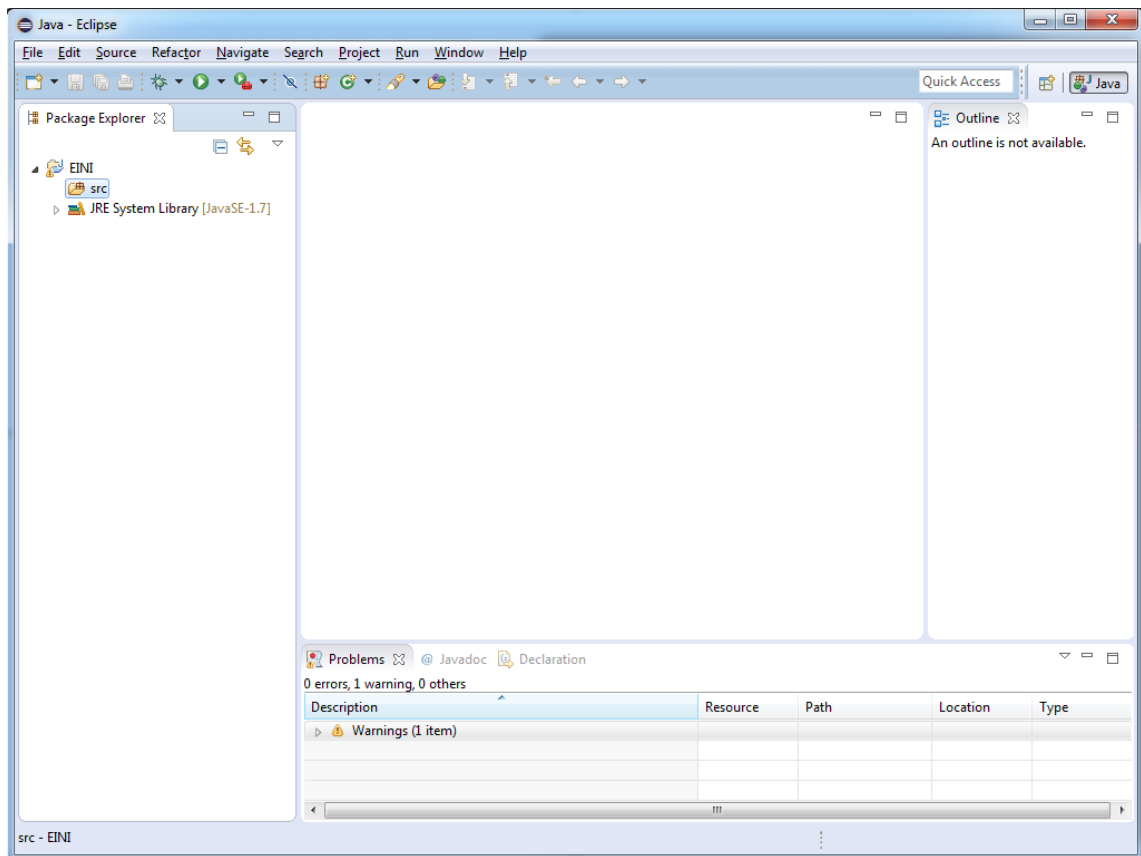 Java - Eclipse
File Edit Source Refactor Navigate Search Project Run Window Help
Quick Access Java
Package Explorer
Outline
An outline is not available.
EINI
src
JRE System Library [JavaSE-1.7]
Problems @ Javadoc Declaration
0 errors, 1 warning, 0 others
Description Resource Path Location Type
Warnings (1 item)
src - EINI